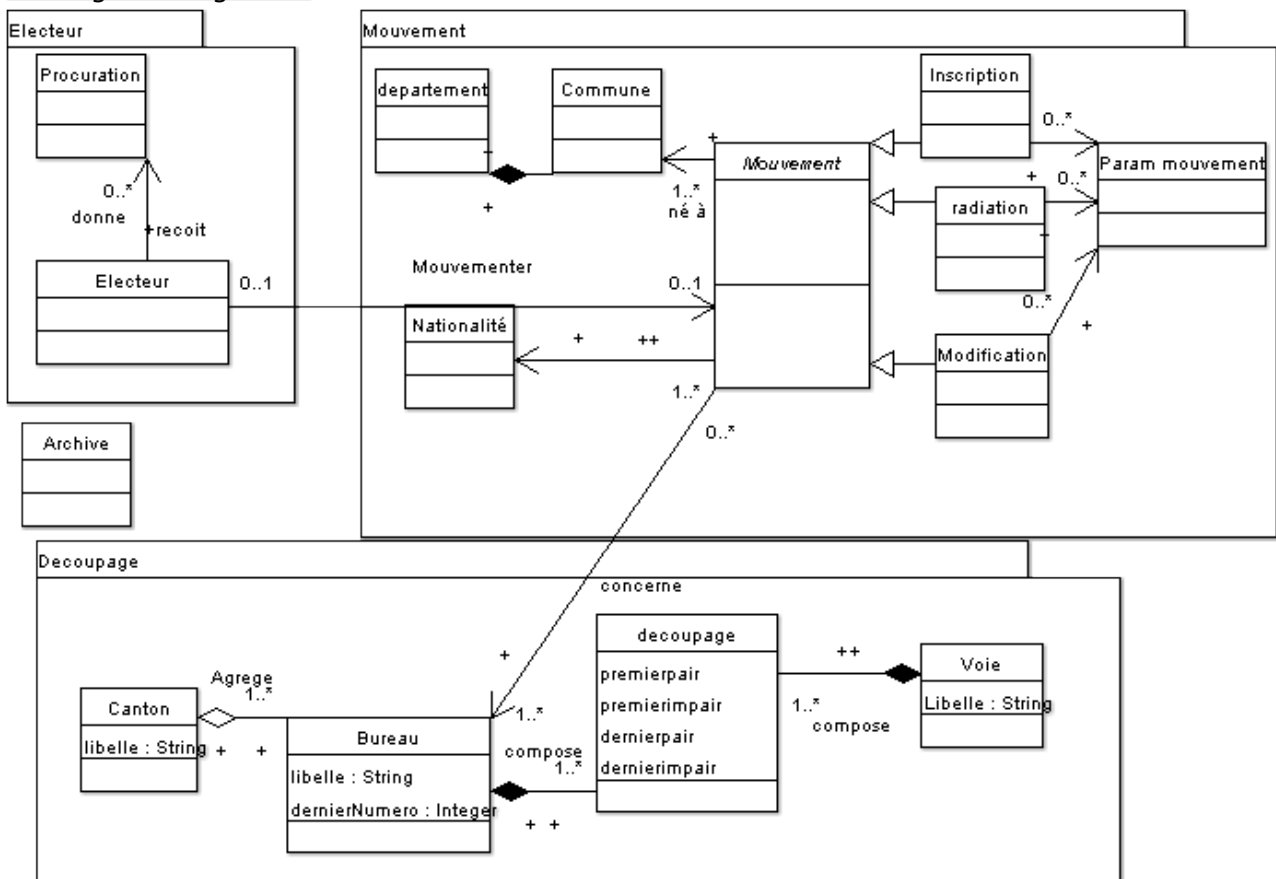 Electeur
Mouvement
Procuration
departement
Commune
Inscription
0..*
+
Mouvement
Param mouvement
+
0..*
0..*
1..*
né à
radiation
donne
+
+recoit
Mouvementer
Electeur
0..1
0..1
0..*
Nationalité
+
++
+
Modification
1..*
0..*
Archive
Decoupage
concerne
decoupage
++
Voie
+
Agrege
1..*
premierpair
Canton
1..*
1..*
Libelle : String
premierimpair
compose
Bureau
dernierpair
libelle : String
+
+
compose
1..*
dernierimpair
libelle : String
dernierNumero : Integer
+ +